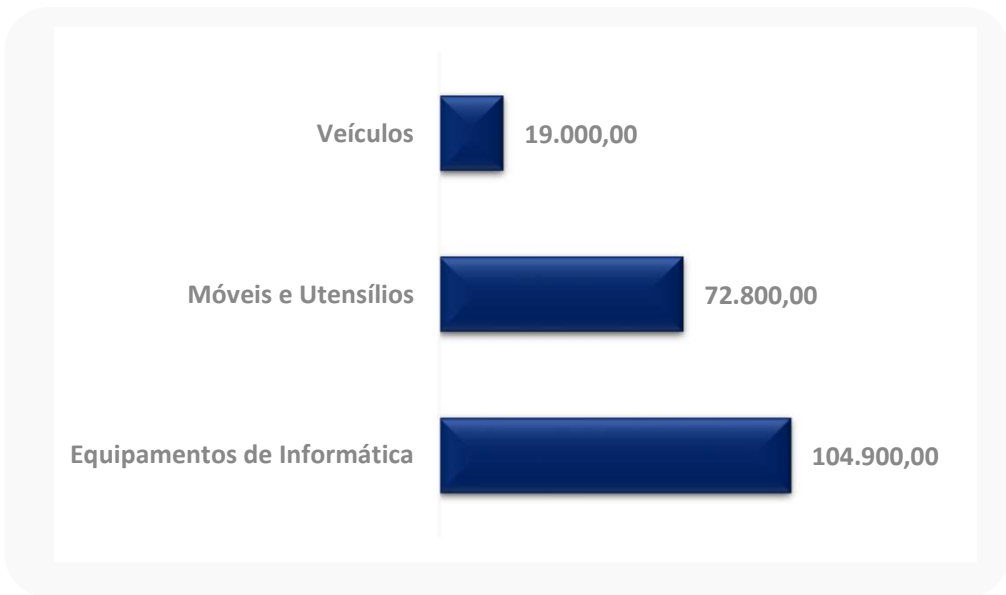 Veículos 19.000,00
Móveis e Utensílios 72.800,00
Equipamentos de Informática 104.900,00